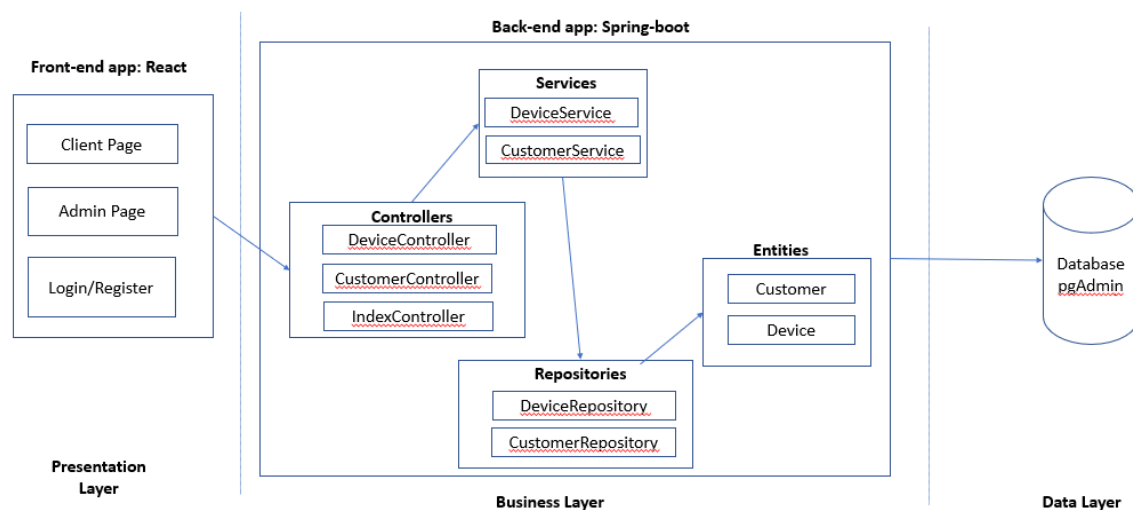 Back-end app: Spring-boot
Front-end app: React
Client Page
Admin Page
Login/Register
Presentation
Layer
Services
DeviceService
CustomerService
Controllers
DeviceController
CustomerController
IndexController
Entities
Customer
Device
Repositories
DeviceRepository
CustomerRepository
Business Layer
Database
pgAdmin
Data Layer